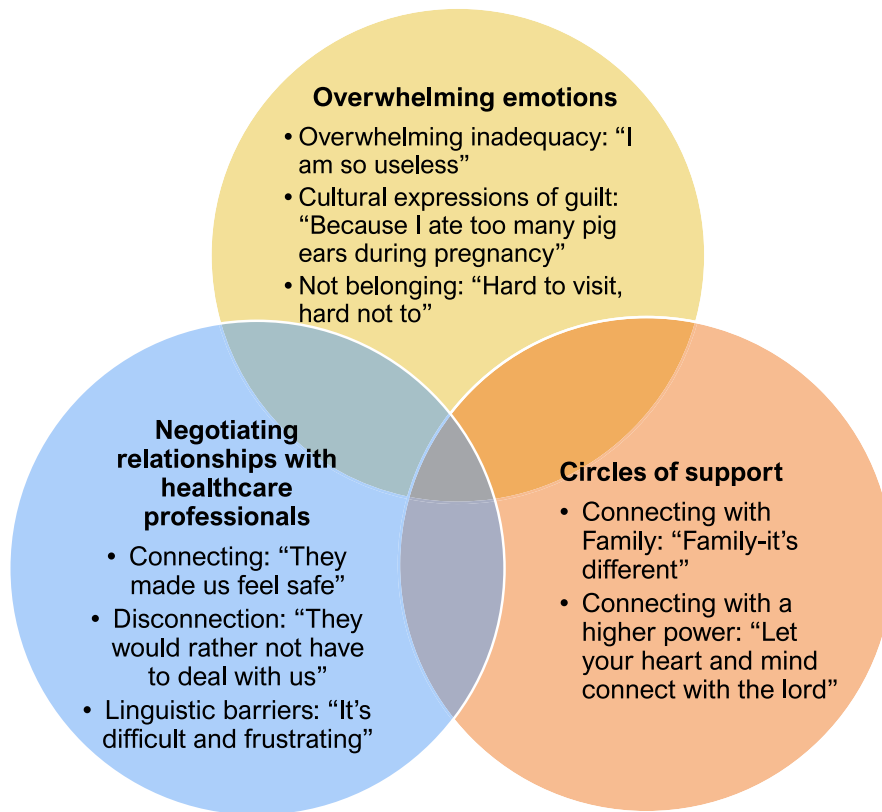 Overwhelming emotions
• Overwhelming inadequacy: “I
am so useless”
• Cultural expressions of guilt:
“Because I ate too many pig
ears during pregnancy”
• Not belonging: “Hard to visit,
hard not to”
Negotiating
relationships with
healthcare
professionals
• Connecting: “They
made us feel safe”
• Disconnection: “They
would rather not have
to deal with us”
• Linguistic barriers: “It’s
difficult and frustrating”
Circles of support
• Connecting with
Family: “Family-it’s
different”
• Connecting with a
higher power: “Let
your heart and mind
connect with the lord”